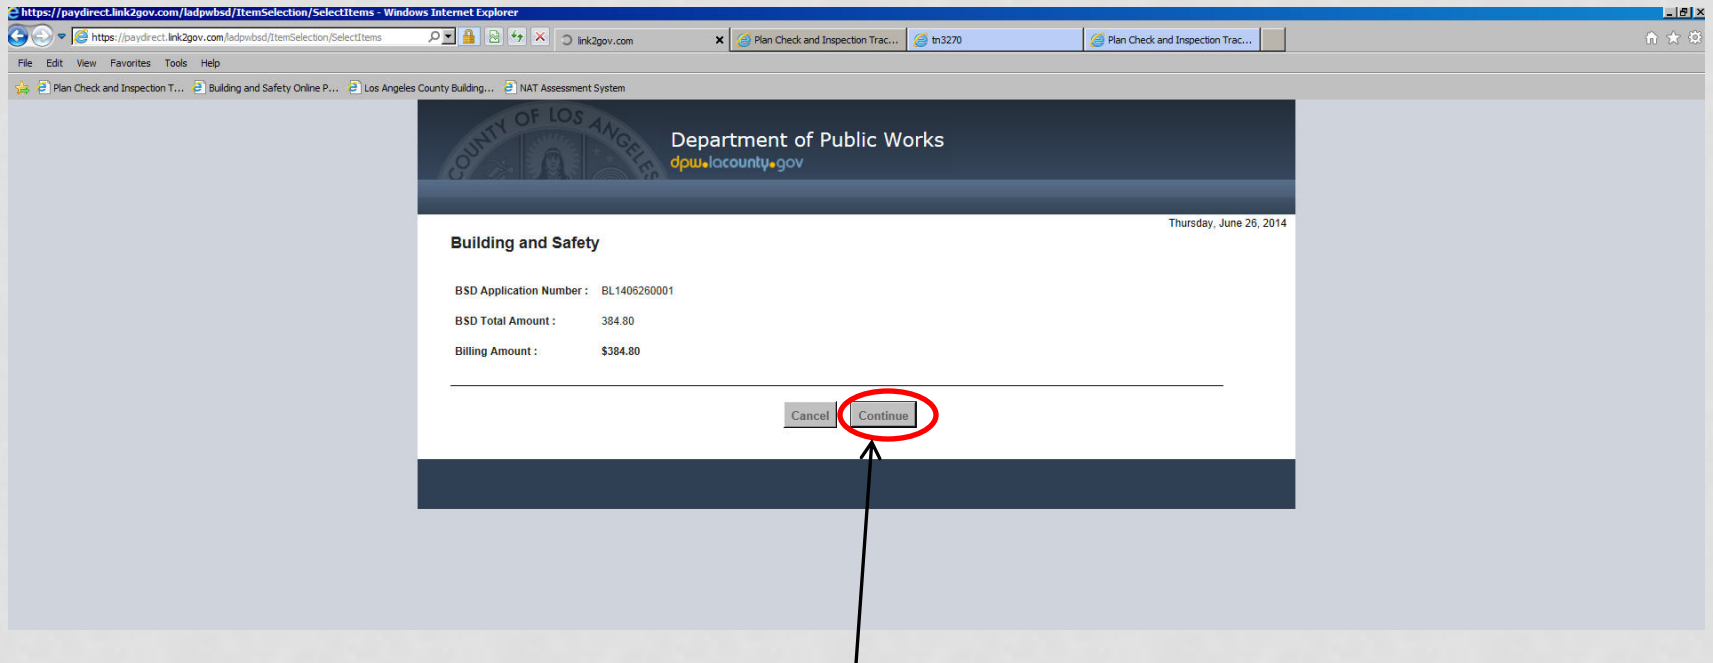 https://paydirect.link2gov.com/ladpwbsd/ItemSelection/SelectItems - Windows Internet Explorer
https://paydirect.link2gov.com/ladpwbsd/ItemSelection/SelectItems
link2gov.com
Plan Check and Inspection Trac...
tn3270
Plan Check and Inspection Trac...
File Edit View Favorites Tools Help
Plan Check and Inspection T... Building and Safety Online P... Los Angeles County Building... NAT Assessment System
COUNTY OF LOS ANGELES
Department of Public Works
dpw.lacounty.gov
Thursday, June 26, 2014
Building and Safety
BSD Application Number : BL1406260001
BSD Total Amount : 384.80
Billing Amount : $384.80
Cancel Continue